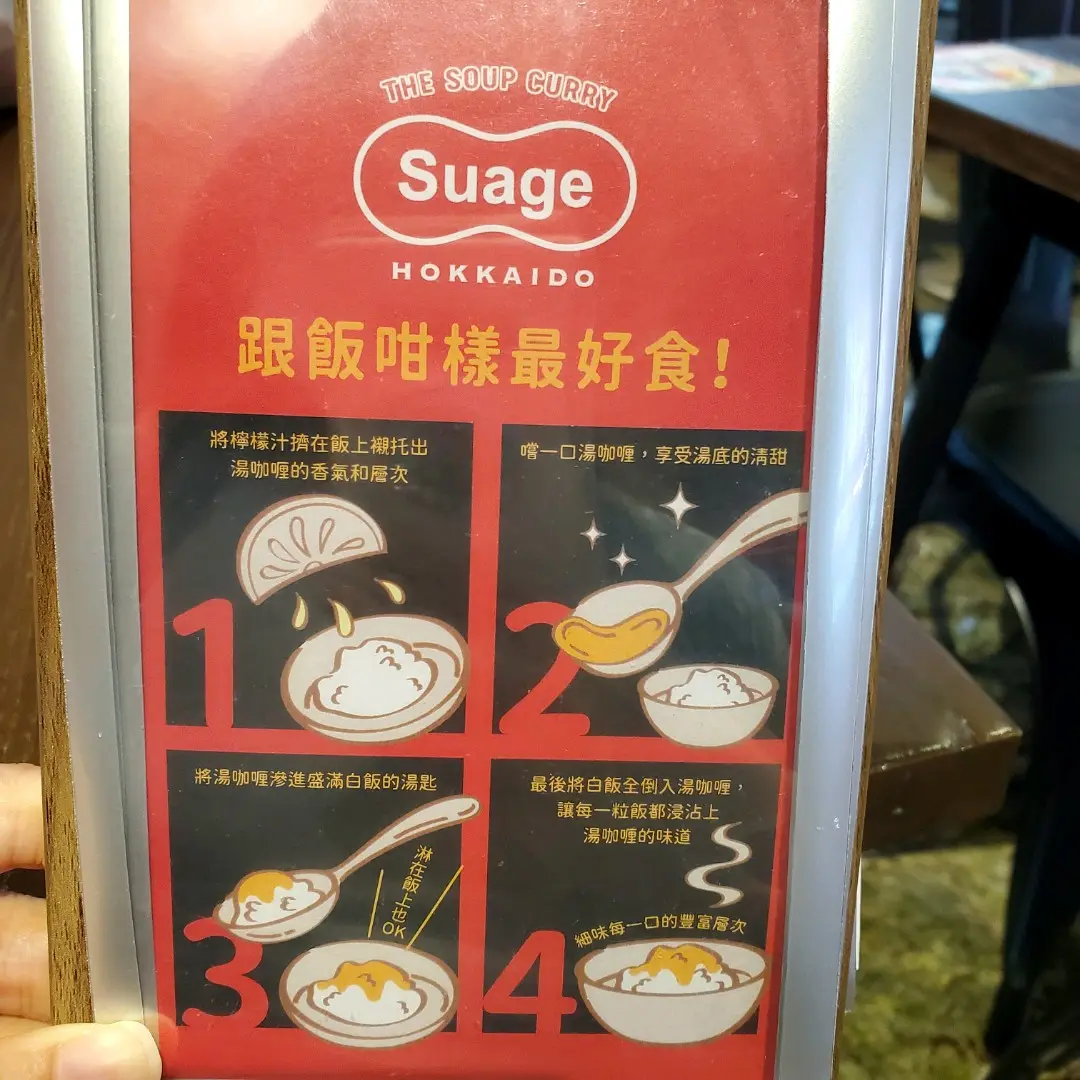 THE SOUP CURRY
Suage
HOKKAIDO
跟飯咁樣最好食!
將檸檬汁擠在飯上襯托出
湯咖喱的香氣和層次
1
嚐一口湯咖喱，享受湯底的清甜
2
將湯咖喱滲進盛滿白飯的湯匙
淋在飯上也OK
3
最後將白飯全倒入湯咖喱，
讓每一粒飯都浸沾上
湯咖喱的味道
細味每一口的豐富層次
4